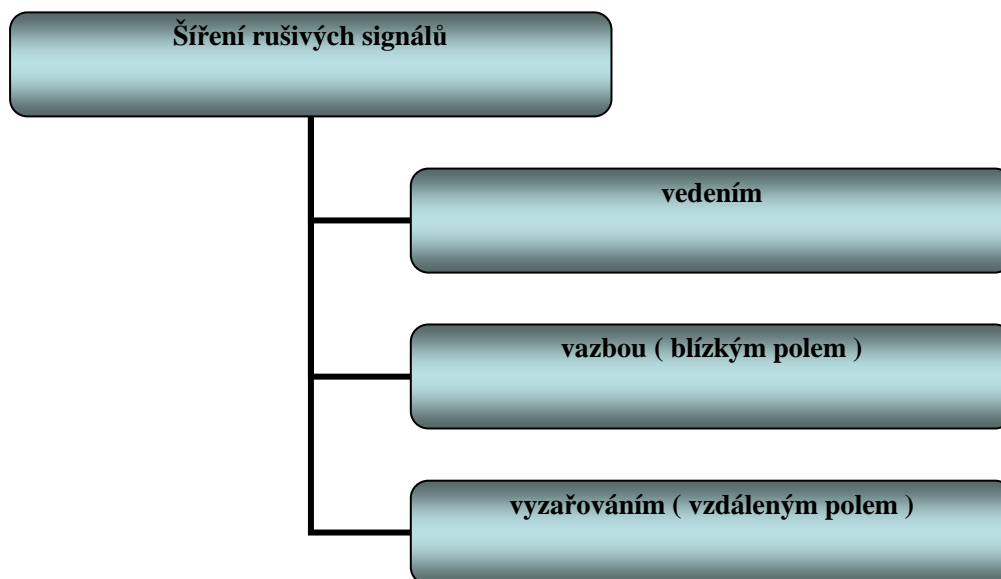 Šíření rušivých signálů
vedením
vazbou ( blízkým polem )
vyzařováním ( vzdáleným polem )